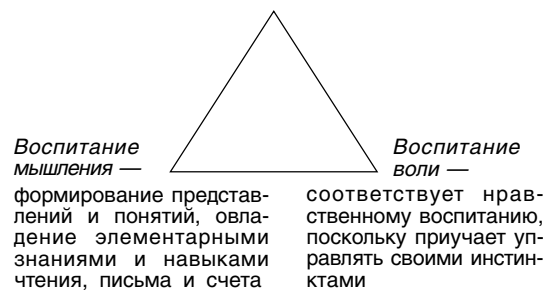 Воспитание
мышления —
формирование представ-
лений и понятий, овла-
дение элементарными
знаниями и навыками
чтения, письма и счета
Воспитание
воли —
соответствует нрав-
ственному воспитанию,
поскольку приучает уп-
равлять своими инстин-
ктами